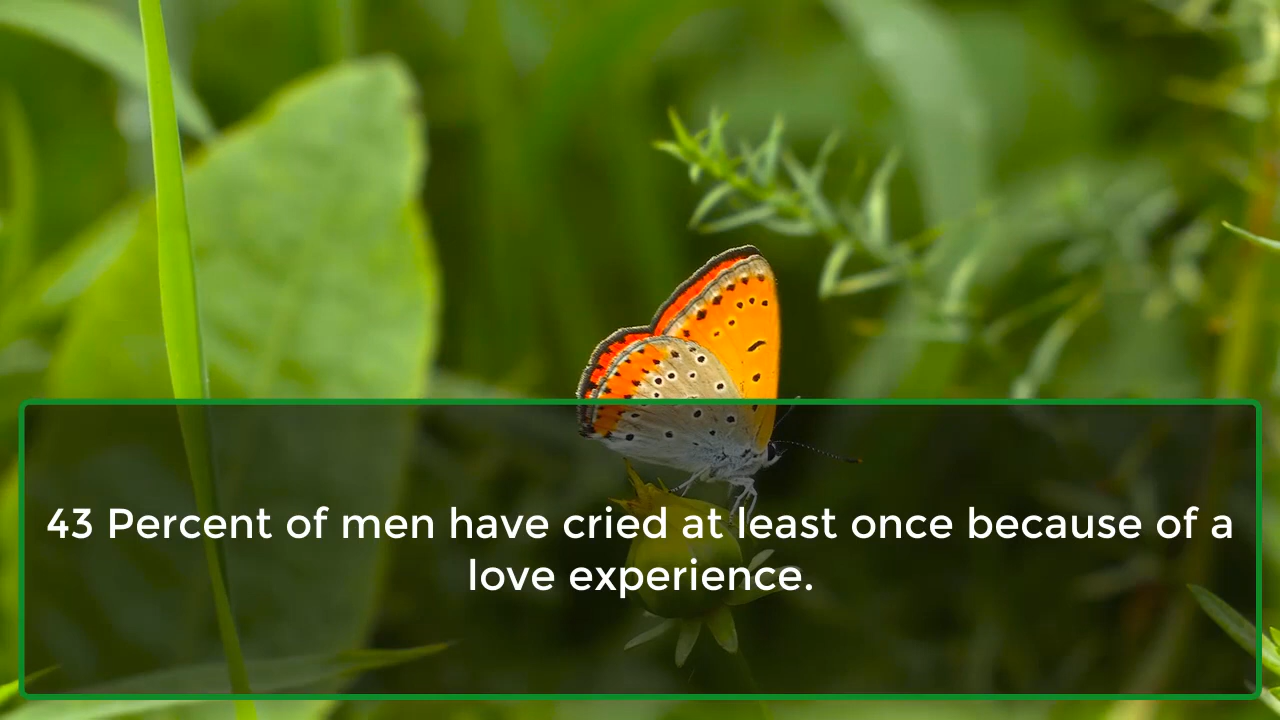 43 Percent of men have cried at least once because of a
love experience.